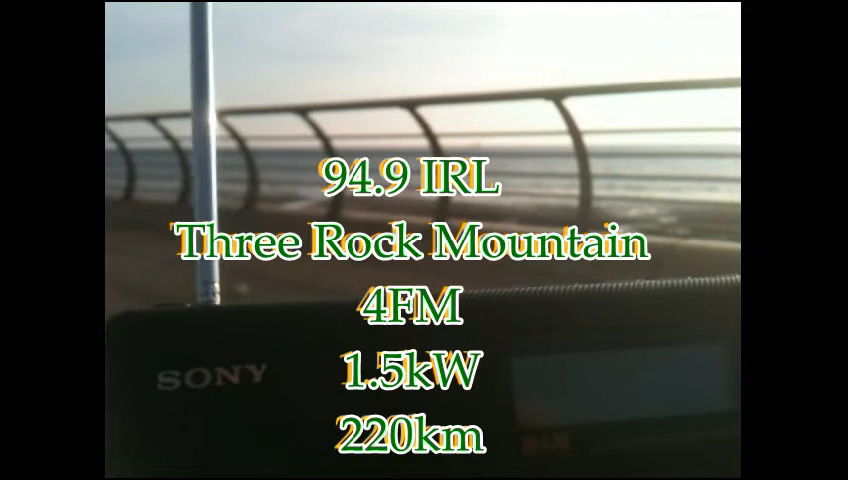 94.9 IRL
Three Rock Mountain
4FM
1.5kW
220km
SONY